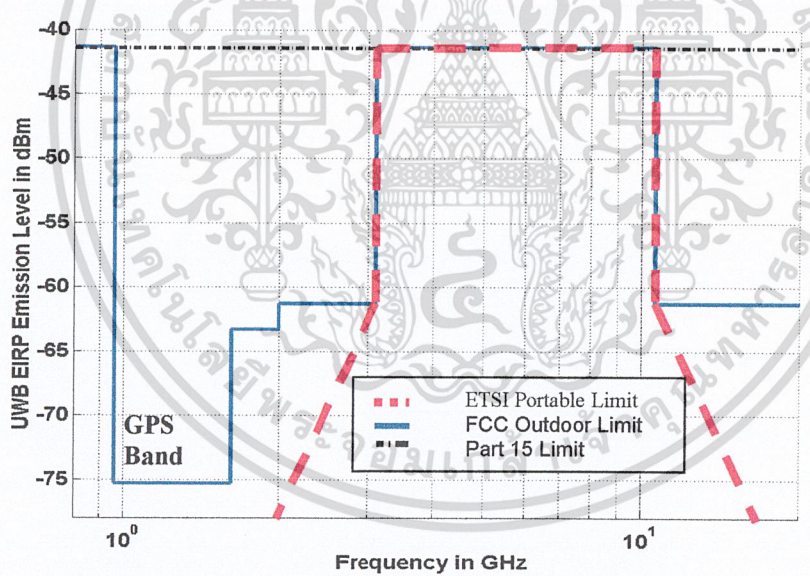 -40
-45
-50
-55
-60
-65
-70
-75
UWB EIRP Emission Level in dBm
GPS
Band
ETSI Portable Limit
FCC Outdoor Limit
Part 15 Limit
10⁰
10¹
Frequency in GHz